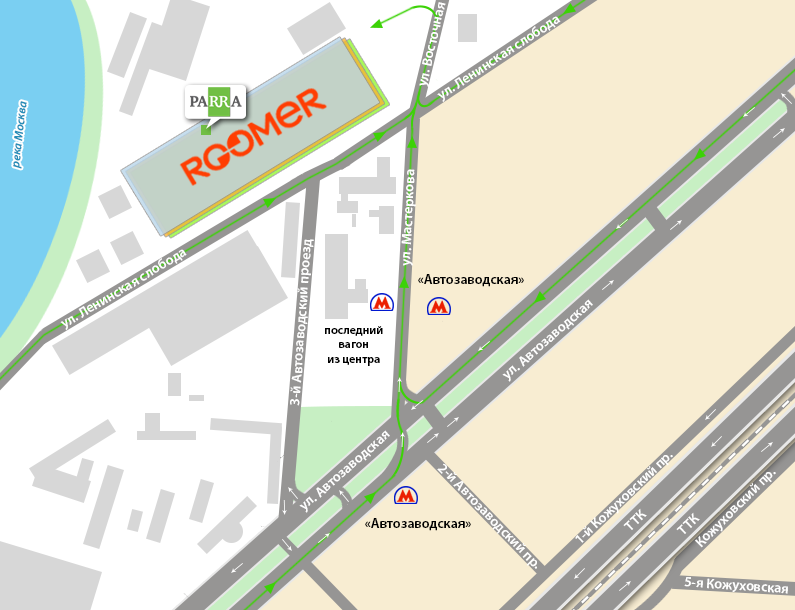 ул. Восточная
ул. Ленинская слобода
PARRA
ROOMER
река Москва
ул. Мастеркова
ул. Ленинская слобода
3-й Автозаводский проезд
«Автозаводская»
М
М
последний
вагон
из центра
ул. Автозаводская
ул. Автозаводская
М
«Автозаводская»
2-й Автозаводский пр.
1-й Кожуховский пр.
ТТК
ТТК
Кожуховский пр.
5-я Кожуховская